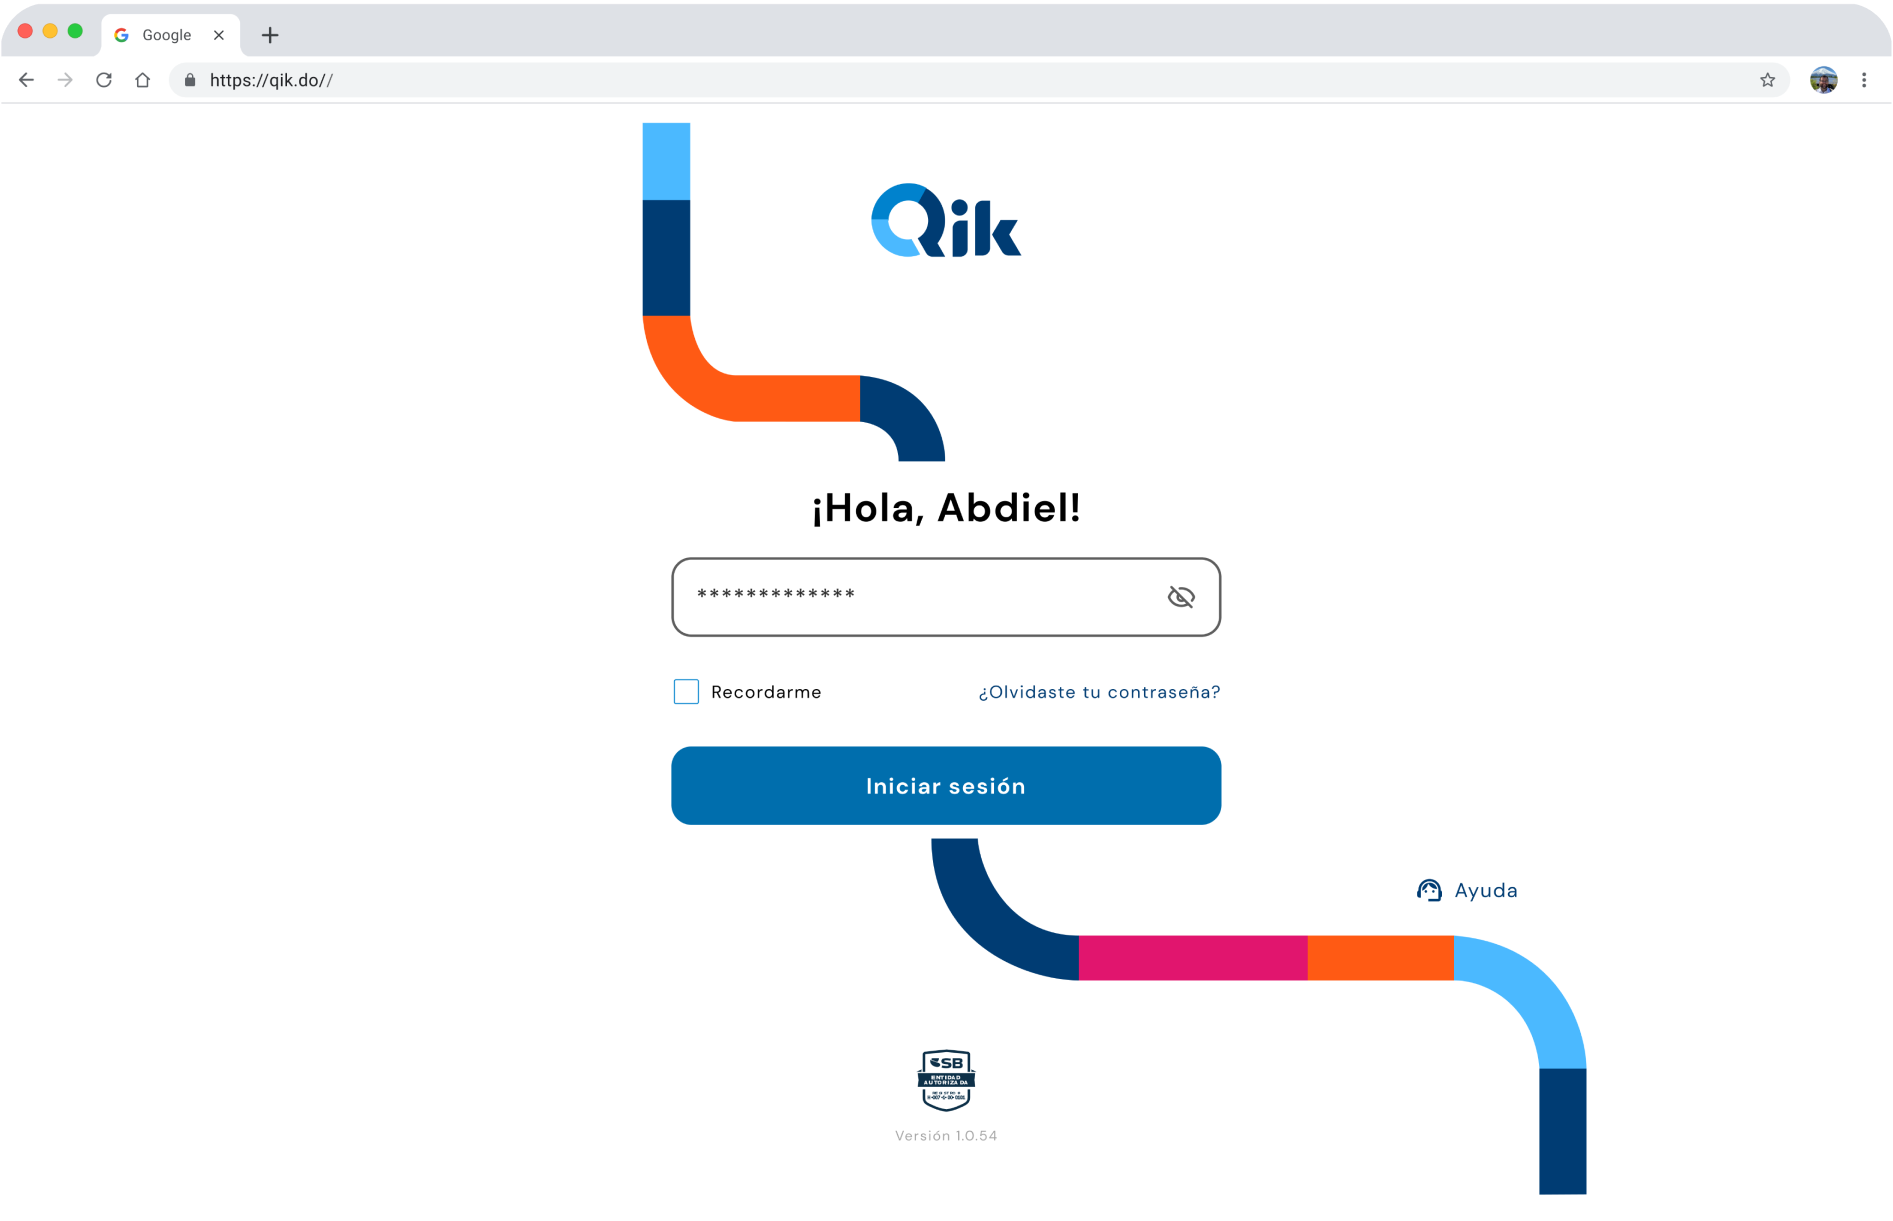 Google
https://qik.do//
Qik
¡Hola, Abdiel!
*************
Recordarme
¿Olvidaste tu contraseña?
Iniciar sesión
Ayuda
SB
ENTIDAD
AUTORIZADA
Versión 1.0.54